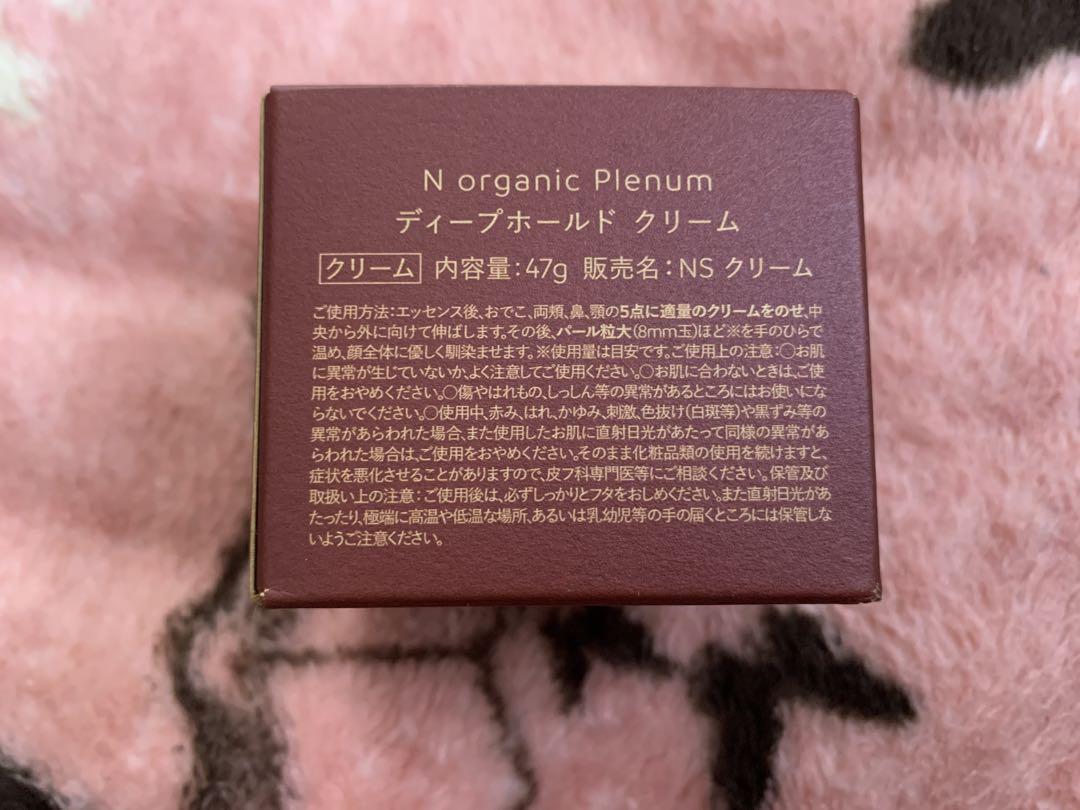 N organic Plenum
ディープホールド クリーム
クリーム 内容量:47g 販売名:NS クリーム
ご使用方法:エッセンス後、おでこ、両頬、鼻、顎の5点に適量のクリームをのせ、中
央から外に向けて伸ばします。その後、パール粒大(8mm玉)ほど※を手のひらで
温め、顔全体に優しく馴染ませます。※使用量は目安です。ご使用上の注意:○お肌
に異常が生じていないか、よく注意してご使用ください。○お肌に合わないときは、ご使
用をおやめください。○傷やはれもの、しっしん等の異常があるところにはお使いにな
らないでください。○使用中、赤み、はれ、かゆみ、刺激、色抜け(白斑等)や黒ずみ等の
異常があらわれた場合、また使用したお肌に直射日光があたって同様の異常があ
らわれた場合は、ご使用をおやめください。そのまま化粧品類の使用を続けますと、
症状を悪化させることがありますので、皮フ科専門医等にご相談ください。保管及び
取扱い上の注意:ご使用後は、必ずしっかりとフタをおしめください。また直射日光があ
たったり、極端に高温や低温な場所、あるいは乳幼児等の手の届くところには保管しな
いようご注意ください。